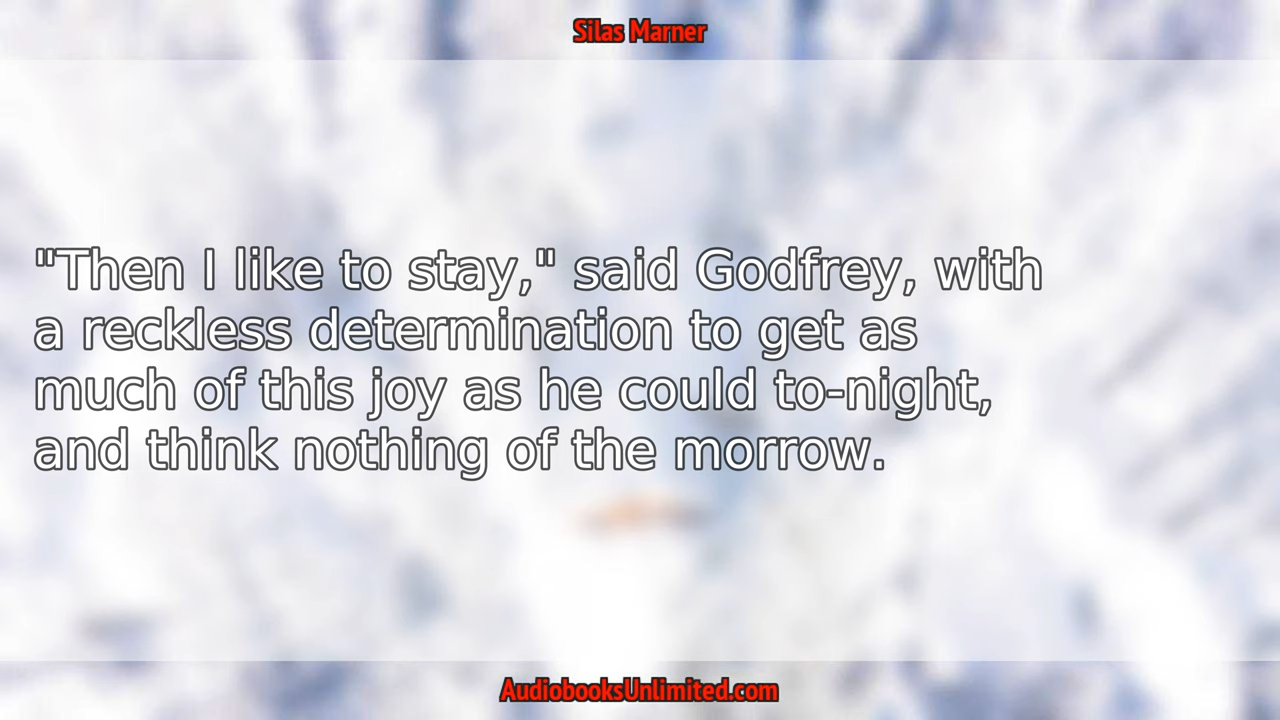 Silas Marner
"Then I like to stay," said Godfrey, with
a reckless determination to get as
much of this joy as he could to-night,
and think nothing of the morrow.
AudiobooksUnlimited.com